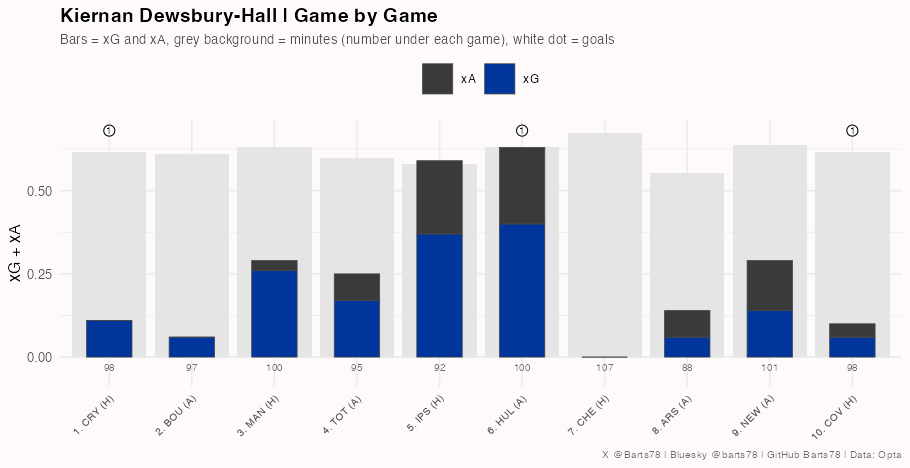 Kiernan Dewsbury-Hall | Game by Game
Bars = xG and xA, grey background = minutes (number under each game), white dot = goals
xA xG
1 1 1
xG + xA
0.50
0.25
0.00
98 97 100 95 92 100 107 88 101 98
1. CRY (H) 2. BOU (A) 3. MAN (H) 4. TOT (A) 5. IPS (H) 6. HUL (A) 7. CHE (H) 8. ARS (A) 9. NEW (A) 10. COV (H)
X @Barts78 | Bluesky @barts78 | GitHub Barts78 | Data: Opta